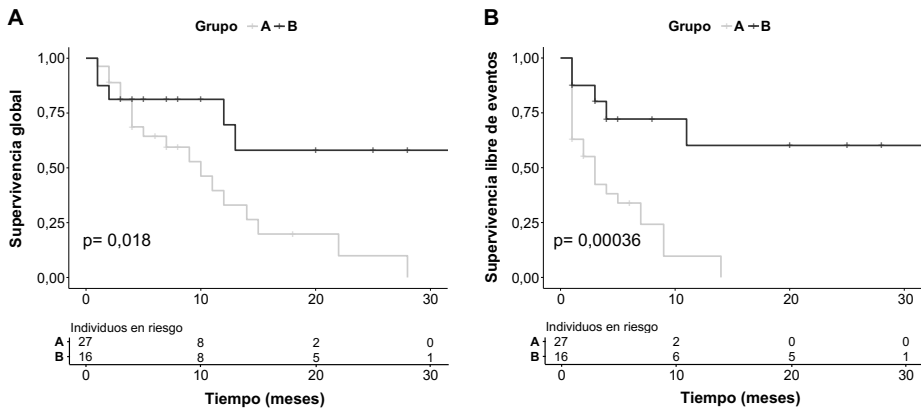 A
Grupo A B
Supervivencia global
1,00
0,75
0,50
0,25
0,00
p= 0,018
0 10 20 30
Individuos en riesgo
A 27 8 2 0
B 16 8 5 1
0 10 20 30
Tiempo (meses)
B
Grupo A B
Supervivencia libre de eventos
1,00
0,75
0,50
0,25
0,00
p= 0,00036
0 10 20 30
Individuos en riesgo
A 27 2 0 0
B 16 6 5 1
0 10 20 30
Tiempo (meses)